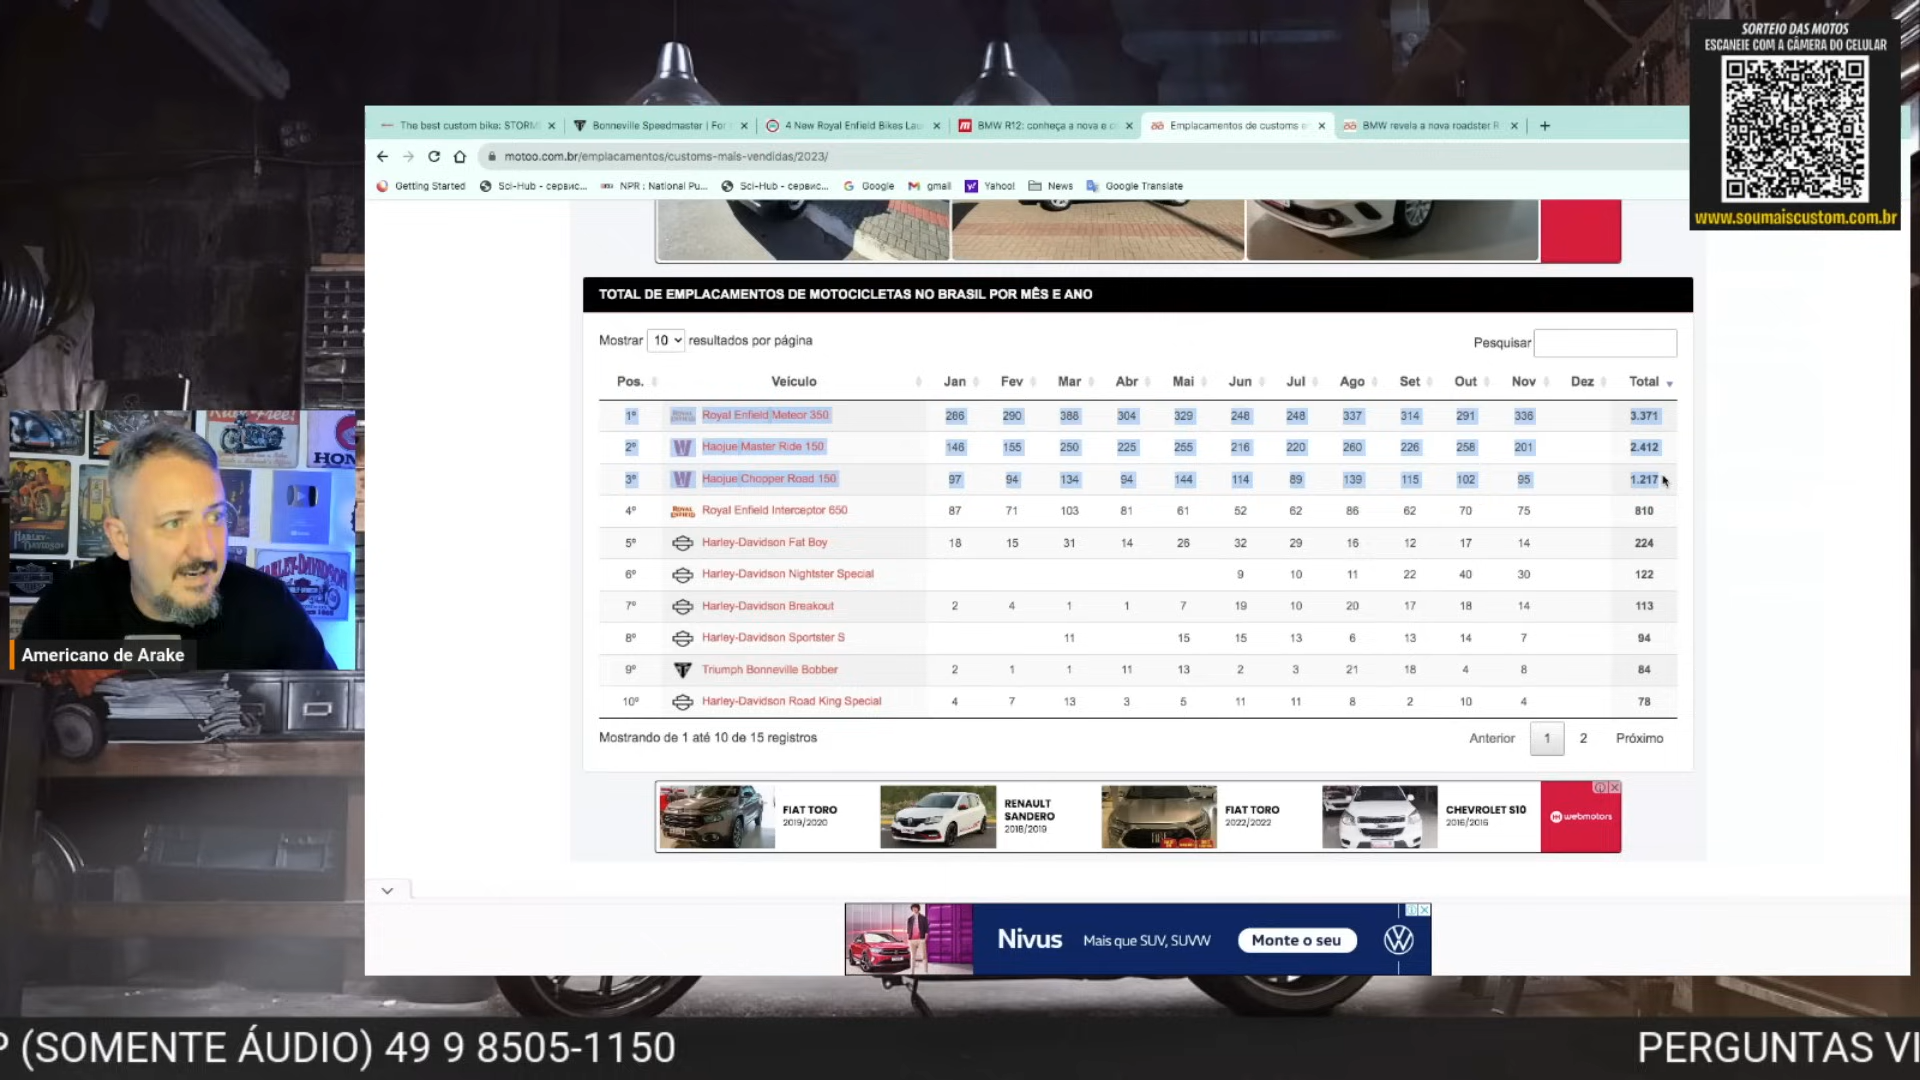 SORTEIO DAS MOTOS
ESCANEIE COM A CÂMERA DO CELULAR
www.soumaiscustom.com.br
The best custom bike: STORM
Bonneville Speedmaster | For
4 New Royal Enfield Bikes Lau
BMW R12: conheça a nova e c
Emplacamentos de customs e
BMW revela a nova roadster R
motoo.com.br/emplacamentos/customs-mais-vendidas/2023/
Getting Started
Sci-Hub - сервис...
NPR : National Pu...
Sci-Hub - сервис...
Google
gmail
Yahoo!
News
Google Translate
TOTAL DE EMPLACAMENTOS DE MOTOCICLETAS NO BRASIL POR MÊS E ANO
Mostrar 10 resultados por página
Pesquisar
Pos. Veículo Jan Fev Mar Abr Mai Jun Jul Ago Set Out Nov Dez Total
1º Royal Enfield Meteor 350 286 290 388 304 329 248 248 337 314 291 336 3.371
2º Haojue Master Ride 150 146 155 250 225 255 216 220 260 226 258 201 2.412
3º Haojue Chopper Road 150 97 94 134 94 144 114 89 139 115 102 95 1.217
4º ROYAL ENFIELD Royal Enfield Interceptor 650 87 71 103 81 61 52 62 86 62 70 75 810
5º Harley-Davidson Fat Boy 18 15 31 14 26 32 29 16 12 17 14 224
6º Harley-Davidson Nightster Special 9 10 11 22 40 30 122
7º Harley-Davidson Breakout 2 4 1 1 7 19 10 20 17 18 14 113
8º Harley-Davidson Sportster S 11 15 15 13 6 13 14 7 94
9º Triumph Bonneville Bobber 2 1 1 11 13 2 3 21 18 4 8 84
10º Harley-Davidson Road King Special 4 7 13 3 5 11 11 8 2 10 4 78
Mostrando de 1 até 10 de 15 registros
Anterior 1 2 Próximo
FIAT TORO
2019/2020
RENAULT
SANDERO
2018/2019
FIAT TORO
2022/2022
CHEVROLET S10
2016/2016
webmotors
Nivus
Mais que SUV, SUVW
Monte o seu
HON
HARLEY-DAVIDSON
Americano de Arake
P (SOMENTE ÁUDIO) 49 9 8505-1150
PERGUNTAS VI